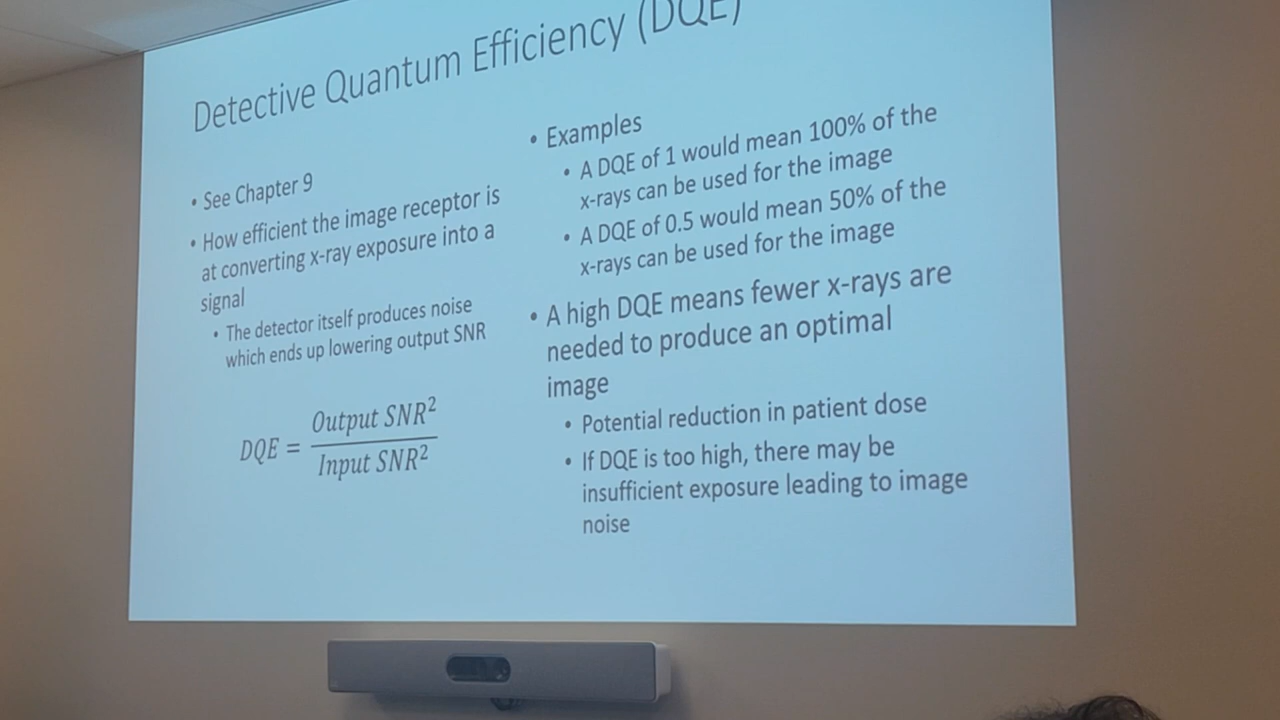 Detective Quantum Efficiency (DQE)
• See Chapter 9
• How efficient the image receptor is
at converting x-ray exposure into a
signal
• The detector itself produces noise
which ends up lowering output SNR
DQE = Output SNR² / Input SNR²
• Examples
• A DQE of 1 would mean 100% of the
x-rays can be used for the image
• A DQE of 0.5 would mean 50% of the
x-rays can be used for the image
• A high DQE means fewer x-rays are
needed to produce an optimal
image
• Potential reduction in patient dose
• If DQE is too high, there may be
insufficient exposure leading to image
noise